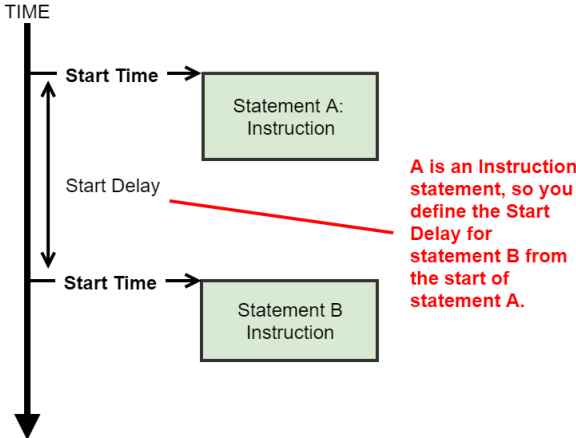 TIME
Start Time
Statement A:
Instruction
Start Delay
A is an Instruction
statement, so you
define the Start
Delay for
statement B from
the start of
statement A.
Start Time
Statement B
Instruction